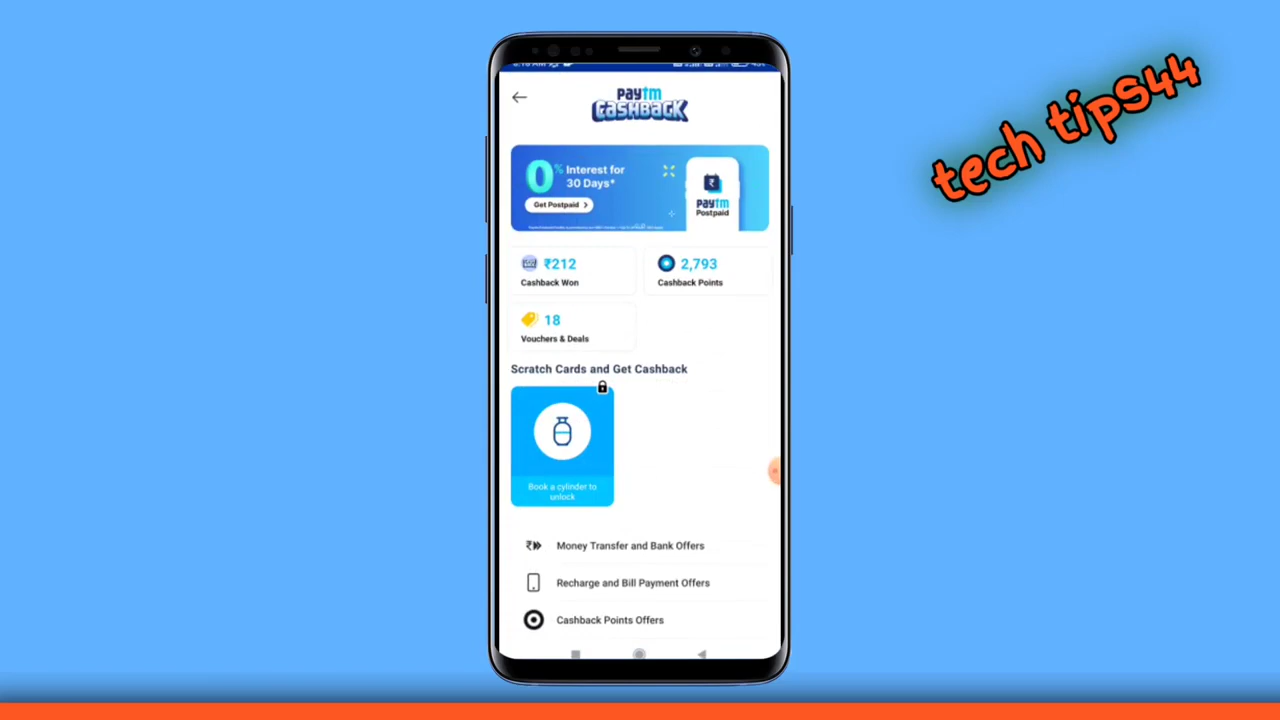 tech tips44
paytm
CASHBACK
0% Interest for
30 Days*
Get Postpaid
₹
paytm
Postpaid
₹212
Cashback Won
2,793
Cashback Points
18
Vouchers & Deals
Scratch Cards and Get Cashback
Book a cylinder to
unlock
Money Transfer and Bank Offers
Recharge and Bill Payment Offers
Cashback Points Offers